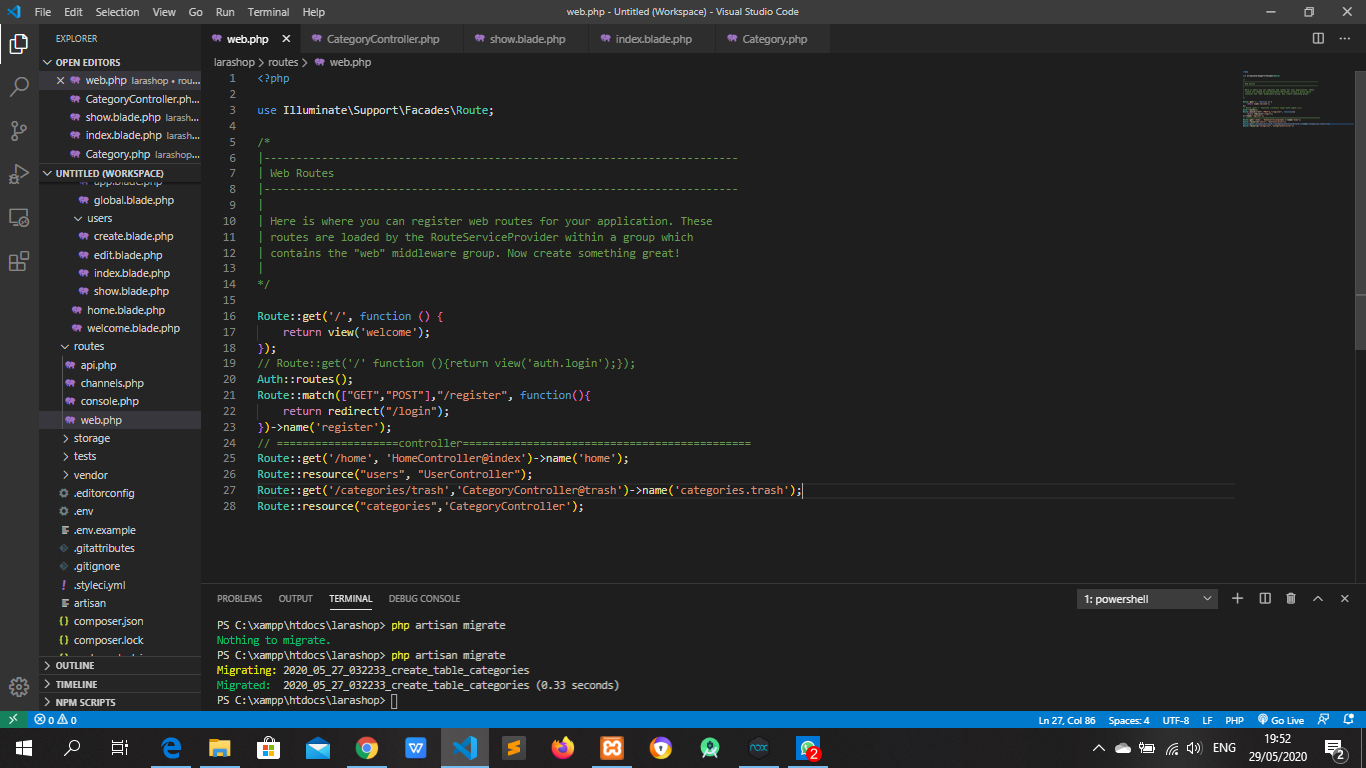 File Edit Selection View Go Run Terminal Help web.php - Untitled (Workspace) - Visual Studio Code
EXPLORER
OPEN EDITORS
web.php larashop • rou...
CategoryController.ph...
show.blade.php larash...
index.blade.php larash...
Category.php larashop...
UNTITLED (WORKSPACE)
app.blade.php
global.blade.php
users
create.blade.php
edit.blade.php
index.blade.php
show.blade.php
home.blade.php
welcome.blade.php
routes
api.php
channels.php
console.php
web.php
storage
tests
vendor
.editorconfig
.env
.env.example
.gitattributes
.gitignore
.styleci.yml
artisan
composer.json
composer.lock
OUTLINE
TIMELINE
NPM SCRIPTS
web.php CategoryController.php show.blade.php index.blade.php Category.php
larashop > routes > web.php
1 <?php
2
3 use Illuminate\Support\Facades\Route;
4
5 /*
6 |--------------------------------------------------------------------------
7 | Web Routes
8 |--------------------------------------------------------------------------
9 |
10 | Here is where you can register web routes for your application. These
11 | routes are loaded by the RouteServiceProvider within a group which
12 | contains the "web" middleware group. Now create something great!
13 |
14 */
15
16 Route::get('/', function () {
17 return view('welcome');
18 });
19 // Route::get('/' function (){return view('auth.login');});
20 Auth::routes();
21 Route::match(["GET","POST"],"/register", function(){
22 return redirect("/login");
23 })->name('register');
24 // ===================controller=============================================
25 Route::get('/home', 'HomeController@index')->name('home');
26 Route::resource("users", "UserController");
27 Route::get('/categories/trash','CategoryController@trash')->name('categories.trash');
28 Route::resource("categories",'CategoryController');
PROBLEMS OUTPUT TERMINAL DEBUG CONSOLE 1: powershell
PS C:\xampp\htdocs\larashop> php artisan migrate
Nothing to migrate.
PS C:\xampp\htdocs\larashop> php artisan migrate
Migrating: 2020_05_27_032233_create_table_categories
Migrated: 2020_05_27_032233_create_table_categories (0.33 seconds)
PS C:\xampp\htdocs\larashop>
0 0 Ln 27, Col 86 Spaces: 4 UTF-8 LF PHP Go Live
2 ENG 19:52
29/05/2020 2